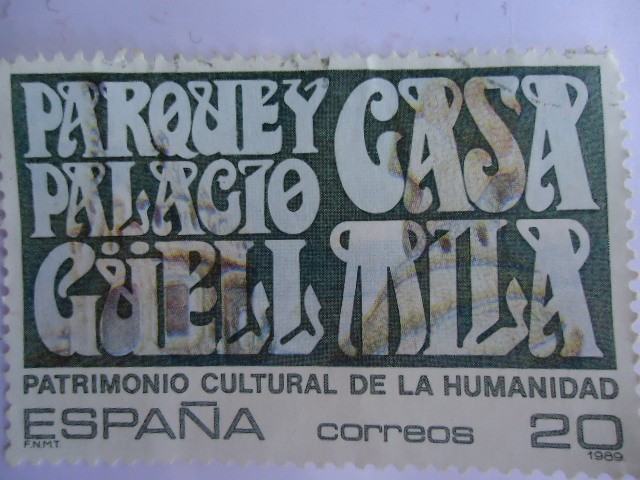 PARQUE Y
PALACIO
GÜELL
CASA
MILA
PATRIMONIO CULTURAL DE LA HUMANIDAD
ESPAÑA correos 20
F.N.M.T. 1989